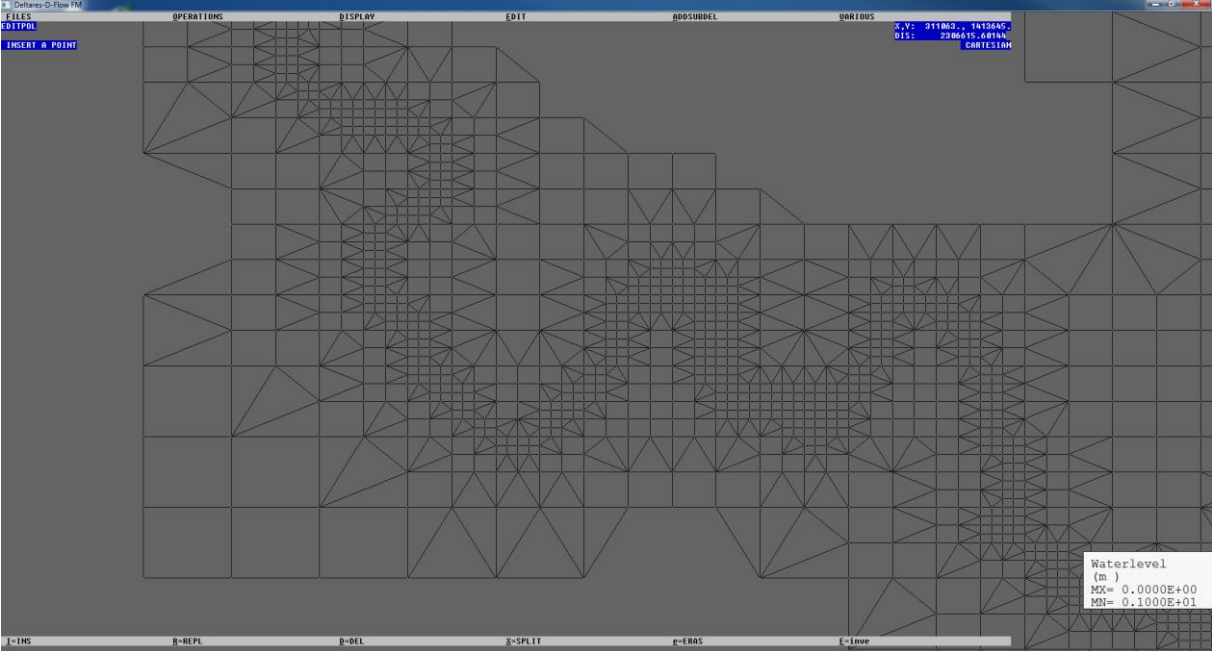 Deltares-D-Flow FM
FILES OPERATIONS DISPLAY EDIT ADDSUBDEL VARIOUS
EDITPOL X,Y: 311063., 1413645.
DIS: 2306615.60144
INSERT A POINT CARTESIAN
Waterlevel
(m )
MX= 0.0000E+00
MN= 0.1000E+01
I=INS R=REPL D=DEL X=SPLIT e=ERAS E=inve